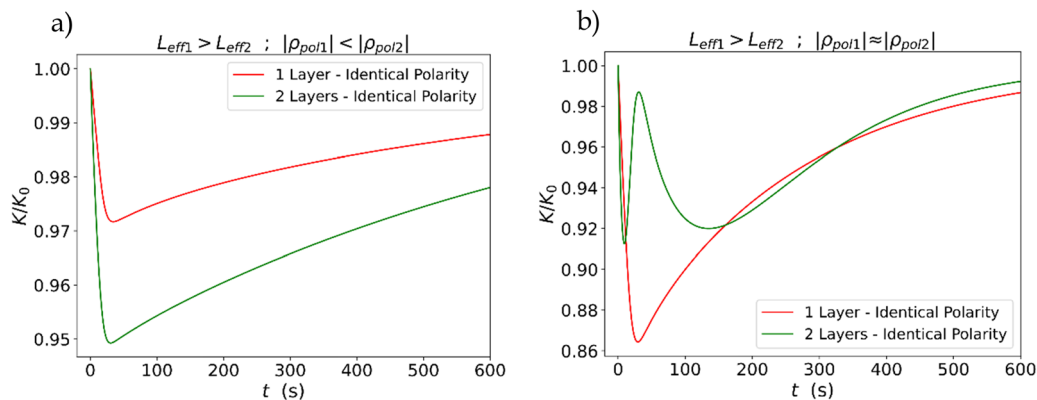 a)
L_eff1 > L_eff2 ; |ρ_pol1| < |ρ_pol2|
1 Layer - Identical Polarity
2 Layers - Identical Polarity
1.00
0.99
0.98
0.97
0.96
0.95
K/K_0
0 100 200 300 400 500 600
t (s)
b)
L_eff1 > L_eff2 ; |ρ_pol1| ≈ |ρ_pol2|
1.00
0.98
0.96
0.94
0.92
0.90
0.88
0.86
K/K_0
1 Layer - Identical Polarity
2 Layers - Identical Polarity
0 100 200 300 400 500 600
t (s)